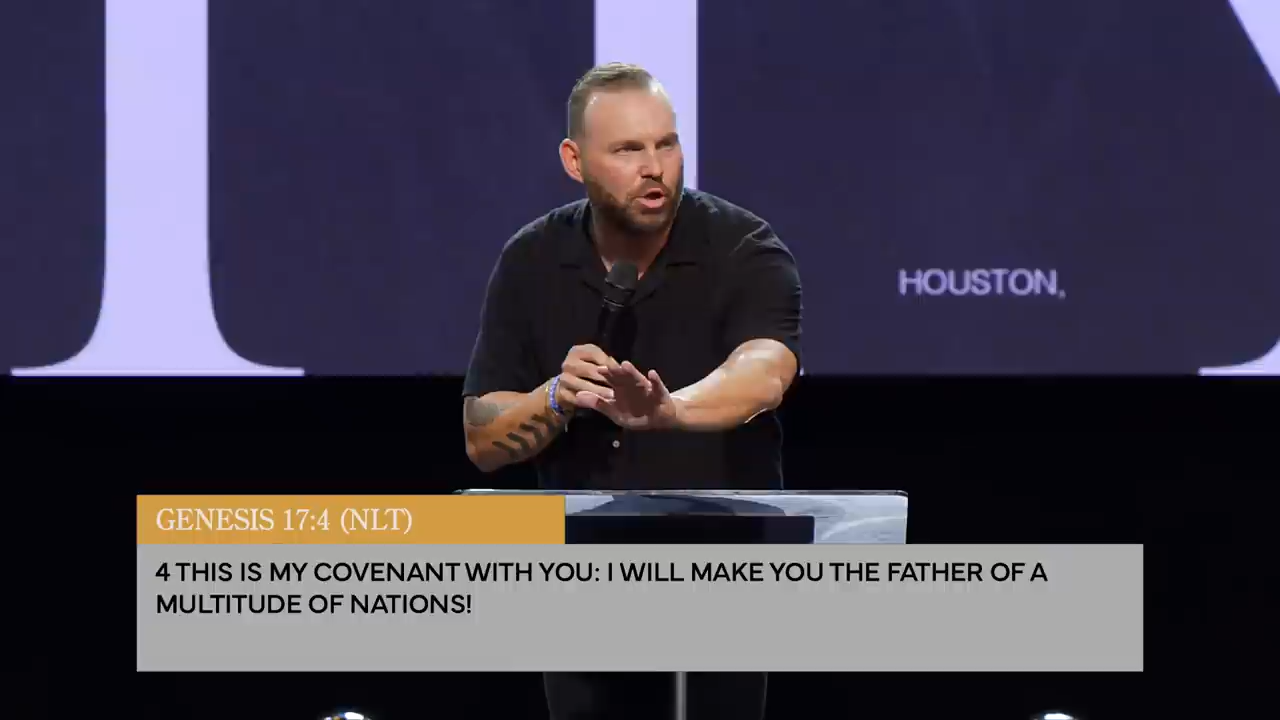 HOUSTON,
GENESIS 17:4 (NLT)
4 THIS IS MY COVENANT WITH YOU: I WILL MAKE YOU THE FATHER OF A
MULTITUDE OF NATIONS!